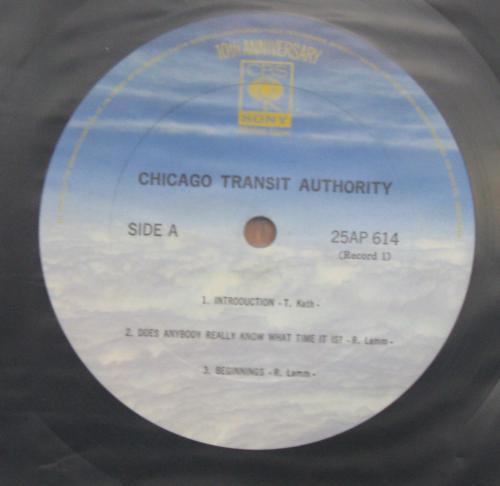 10th ANNIVERSARY
CBS
SONY
CHICAGO TRANSIT AUTHORITY
SIDE A
25AP 614
(Record 1)
1. INTRODUCTION - T. Kath -
2. DOES ANYBODY REALLY KNOW WHAT TIME IT IS? - R. Lamm -
3. BEGINNINGS - R. Lamm -